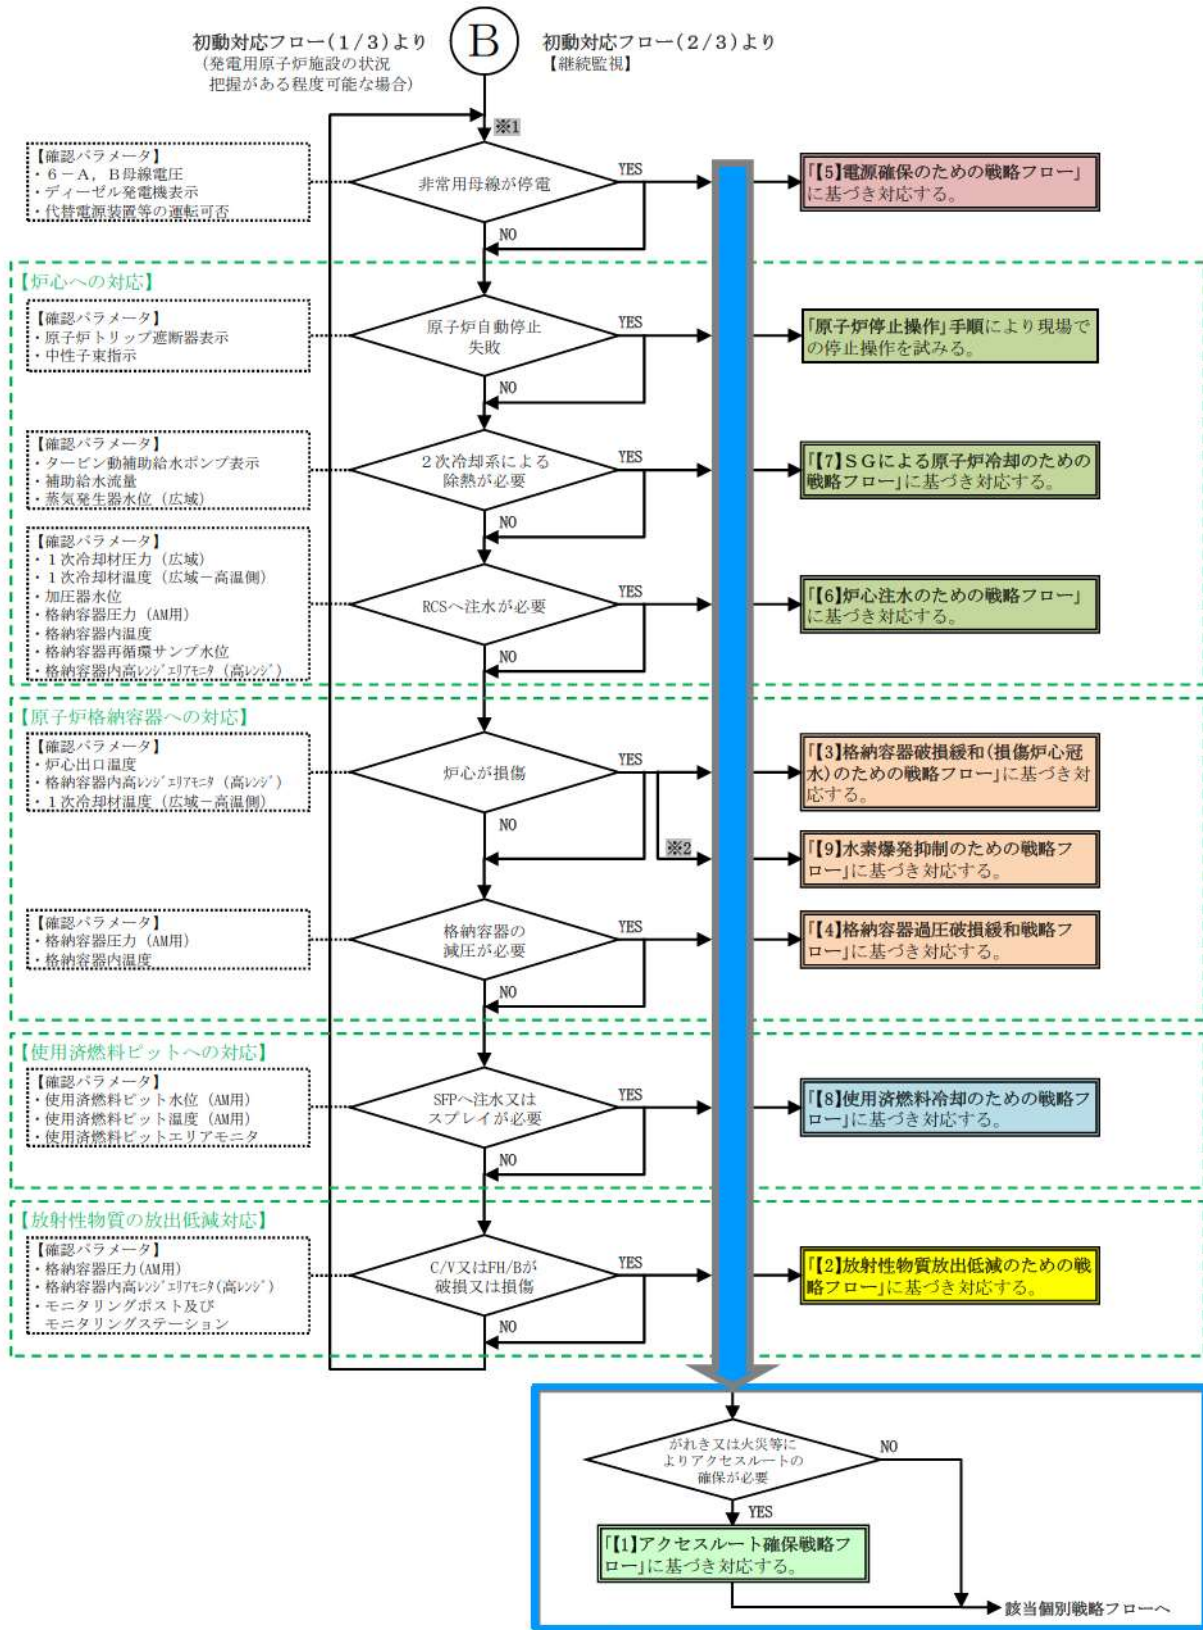 初動対応フロー(1/3)より
(発電用原子炉施設の状況
把握がある程度可能な場合)
B
初動対応フロー(2/3)より
【継続監視】
※1
【確認パラメータ】
・6-A,B母線電圧
・ディーゼル発電機表示
・代替電源装置等の運転可否
非常用母線が停電
YES
NO
「【5】電源確保のための戦略フロー」
に基づき対応する。
【炉心への対応】
【確認パラメータ】
・原子炉トリップ遮断器表示
・中性子束指示
原子炉自動停止
失敗
YES
NO
「原子炉停止操作」手順により現場で
の停止操作を試みる。
【確認パラメータ】
・タービン動補助給水ポンプ表示
・補助給水流量
・蒸気発生器水位(広域)
2次冷却系による
除熱が必要
YES
NO
「【7】SGによる原子炉冷却のための
戦略フロー」に基づき対応する。
【確認パラメータ】
・1次冷却材圧力(広域)
・1次冷却材温度(広域-高温側)
・加圧器水位
・格納容器圧力(AM用)
・格納容器内温度
・格納容器再循環サンプ水位
・格納容器内高ﾚﾝｼﾞｴﾘｱﾓﾆﾀ(高ﾚﾝｼﾞ)
RCSへ注水が必要
YES
NO
「【6】炉心注水のための戦略フロー」
に基づき対応する。
【原子炉格納容器への対応】
【確認パラメータ】
・炉心出口温度
・格納容器内高ﾚﾝｼﾞｴﾘｱﾓﾆﾀ(高ﾚﾝｼﾞ)
・1次冷却材温度(広域-高温側)
炉心が損傷
YES
NO
※2
「【3】格納容器破損緩和(損傷炉心冠
水)のための戦略フロー」に基づき対
応する。
「【9】水素爆発抑制のための戦略フ
ロー」に基づき対応する。
【確認パラメータ】
・格納容器圧力(AM用)
・格納容器内温度
格納容器の
減圧が必要
YES
NO
「【4】格納容器過圧破損緩和戦略フ
ロー」に基づき対応する。
【使用済燃料ピットへの対応】
【確認パラメータ】
・使用済燃料ピット水位(AM用)
・使用済燃料ピット温度(AM用)
・使用済燃料ピットエリアモニタ
SFPへ注水又は
スプレイが必要
YES
NO
「【8】使用済燃料冷却のための戦略フ
ロー」に基づき対応する。
【放射性物質の放出低減対応】
【確認パラメータ】
・格納容器圧力(AM用)
・格納容器内高ﾚﾝｼﾞｴﾘｱﾓﾆﾀ(高ﾚﾝｼﾞ)
・モニタリングポスト及び
モニタリングステーション
C/V又はFH/Bが
破損又は損傷
YES
NO
「【2】放射性物質放出低減のための戦
略フロー」に基づき対応する。
がれき又は火災等に
よりアクセスルートの
確保が必要
NO
YES
「【1】アクセスルート確保戦略フ
ロー」に基づき対応する。
該当個別戦略フローへ